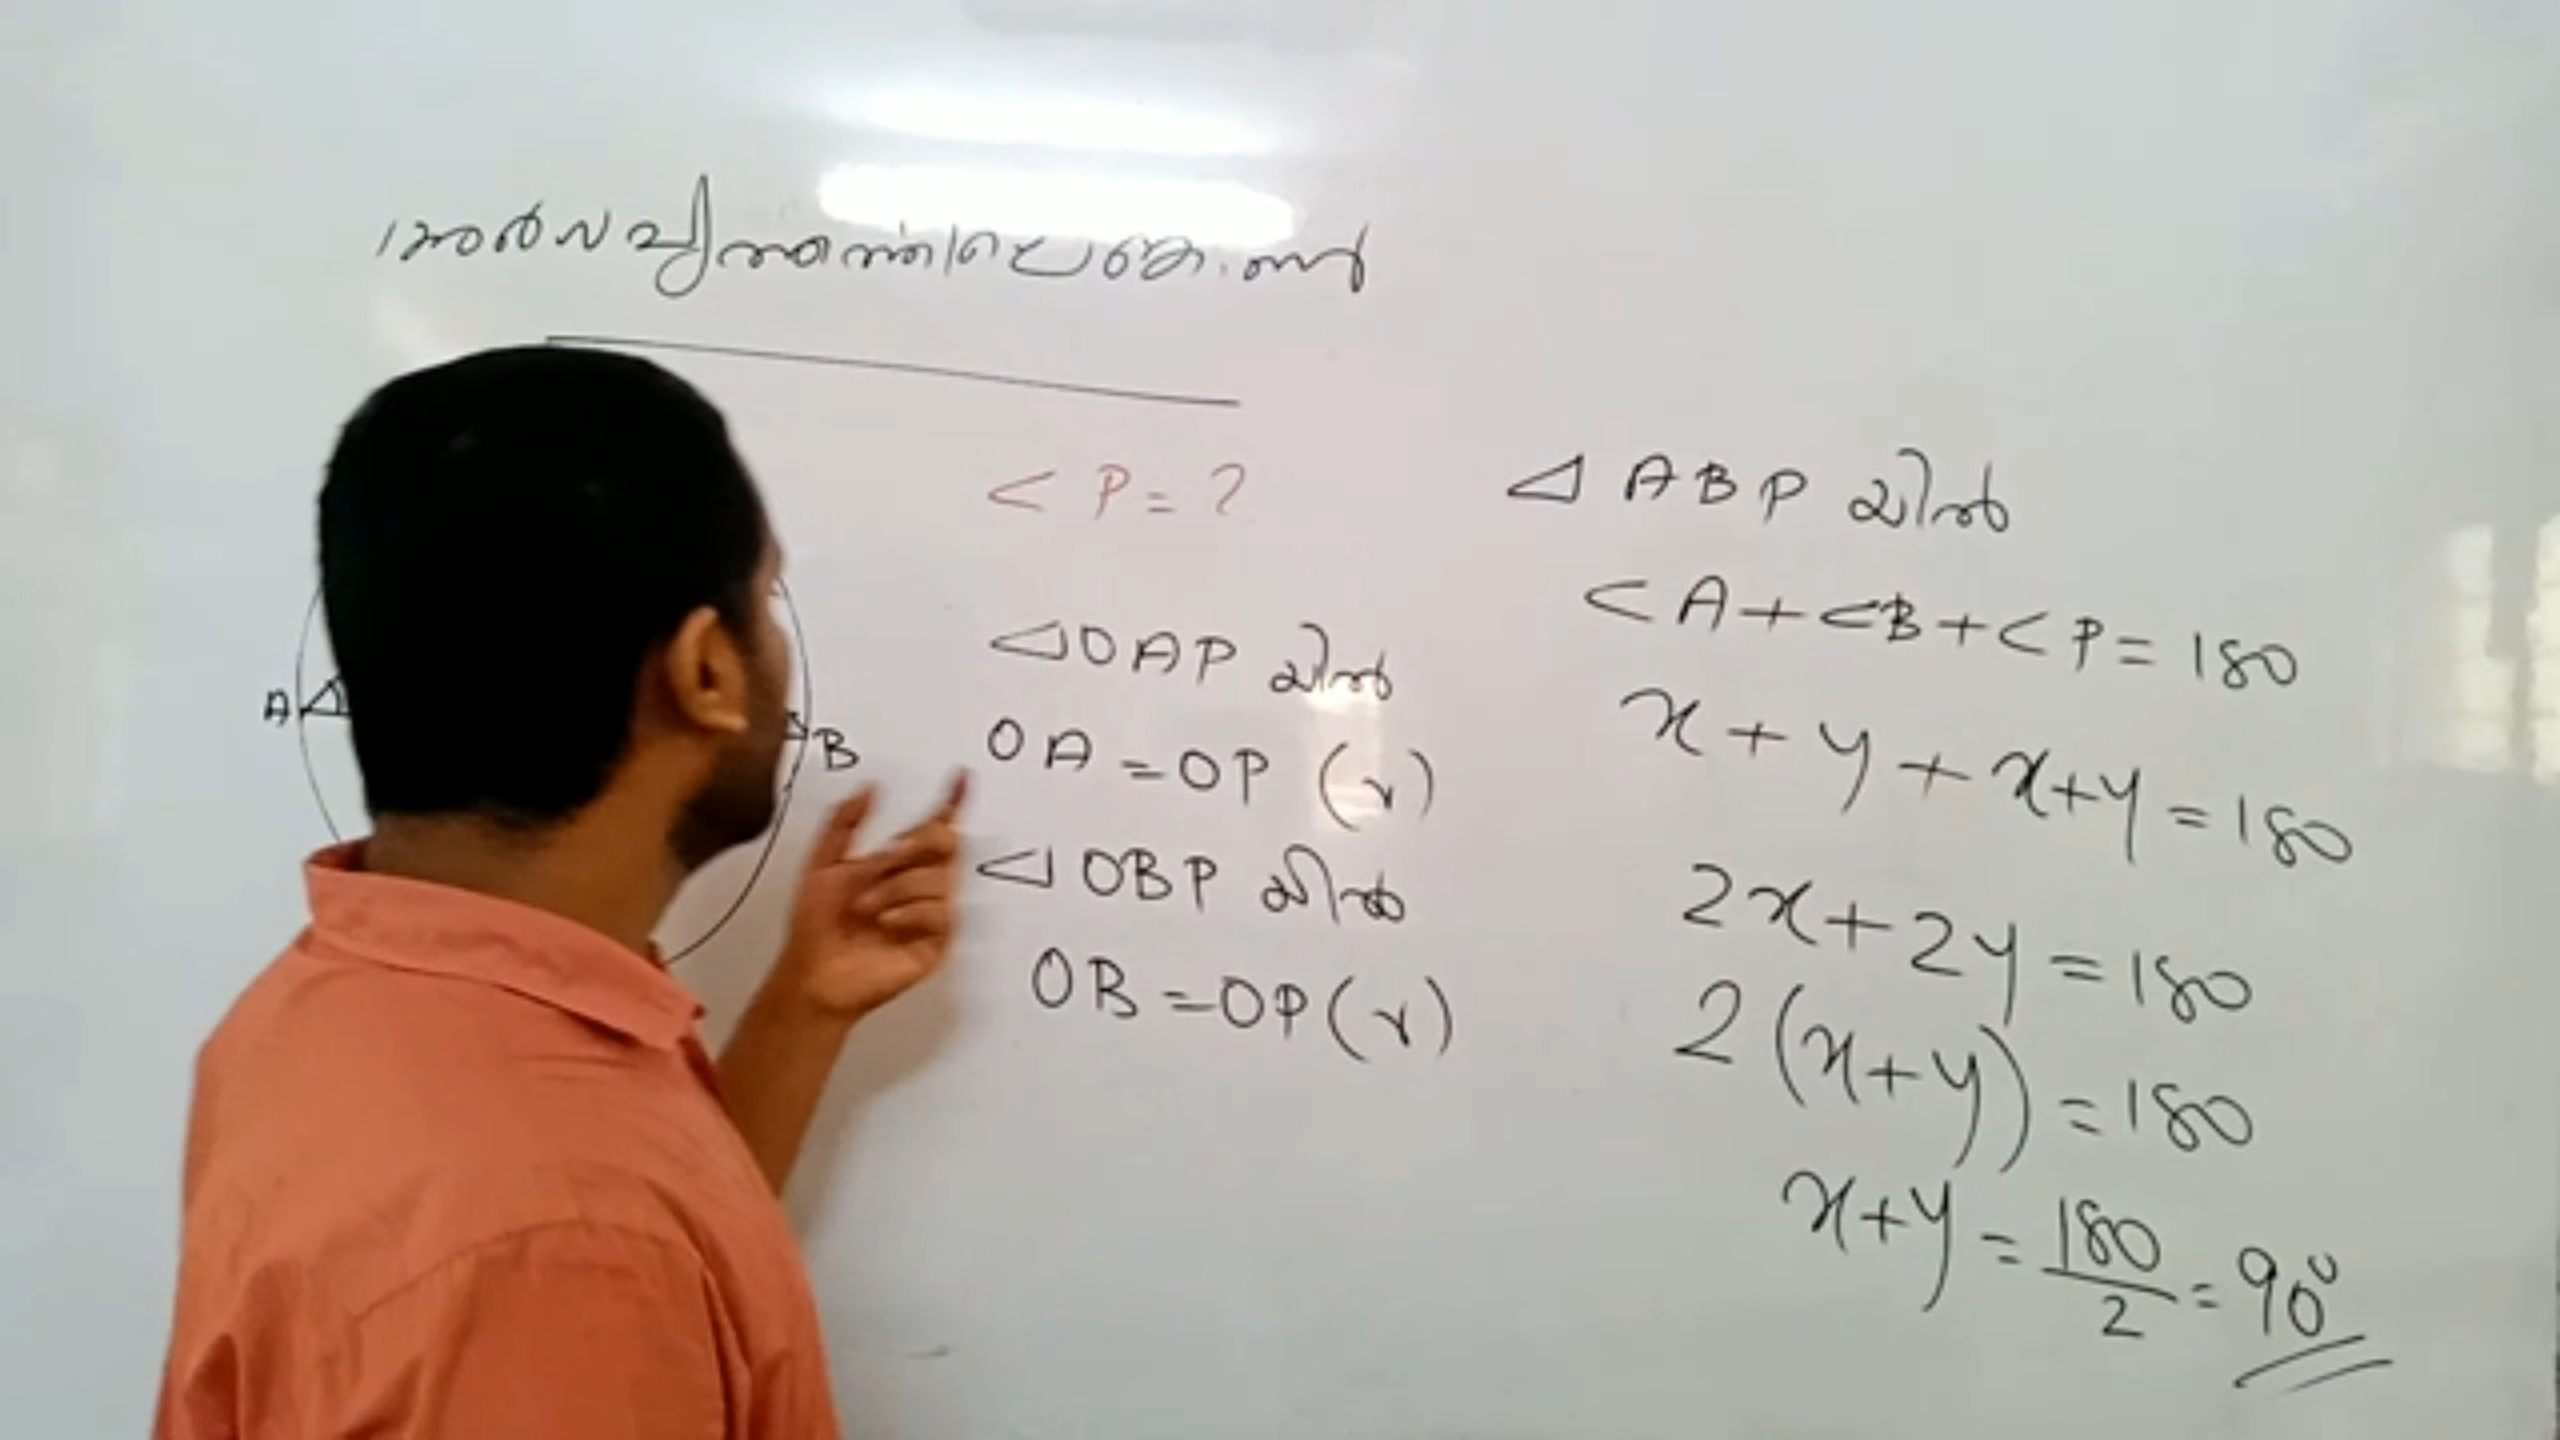 അർദ്ധവൃത്തത്തിലെ കോൺ
A
B
< P = ?
△OAP യിൽ
OA = OP (r)
△OBP യിൽ
OB = OP (r)
△ABP യിൽ
<A + <B + <P = 180
x + y + x+y = 180
2x + 2y = 180
2(x+y) = 180
x+y = 180/2 = 90°